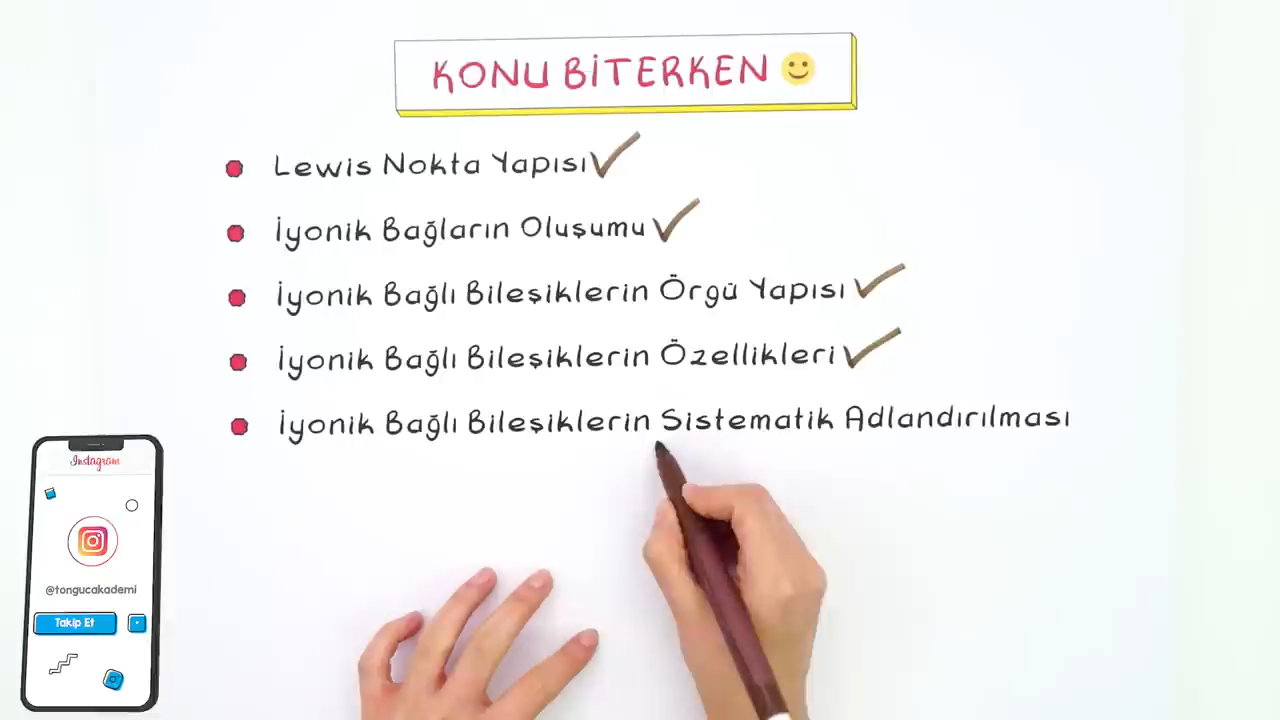 KONU BİTERKEN
Lewis Nokta Yapısı
İyonik Bağların Oluşumu
İyonik Bağlı Bileşiklerin Örgü Yapısı
İyonik Bağlı Bileşiklerin Özellikleri
İyonik Bağlı Bileşiklerin Sistematik Adlandırılması
Instagram
@tongucakademi
Takip Et